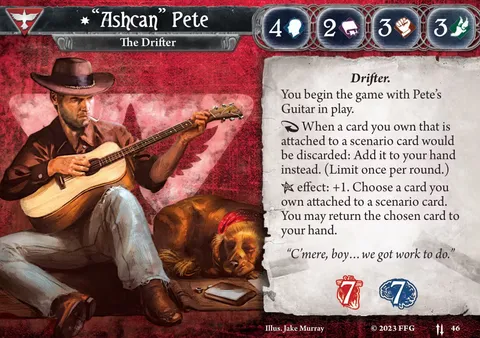 "Ashcan" Pete
The Drifter
4 2 3 3
Drifter.
You begin the game with Pete's
Guitar in play.
When a card you own that is
attached to a scenario card would
be discarded: Add it to your hand
instead. (Limit once per round.)
effect: +1. Choose a card you
own attached to a scenario card.
You may return the chosen card to
your hand.
"C'mere, boy… we got work to do."
7 7
Illus. Jake Murray © 2023 FFG 46